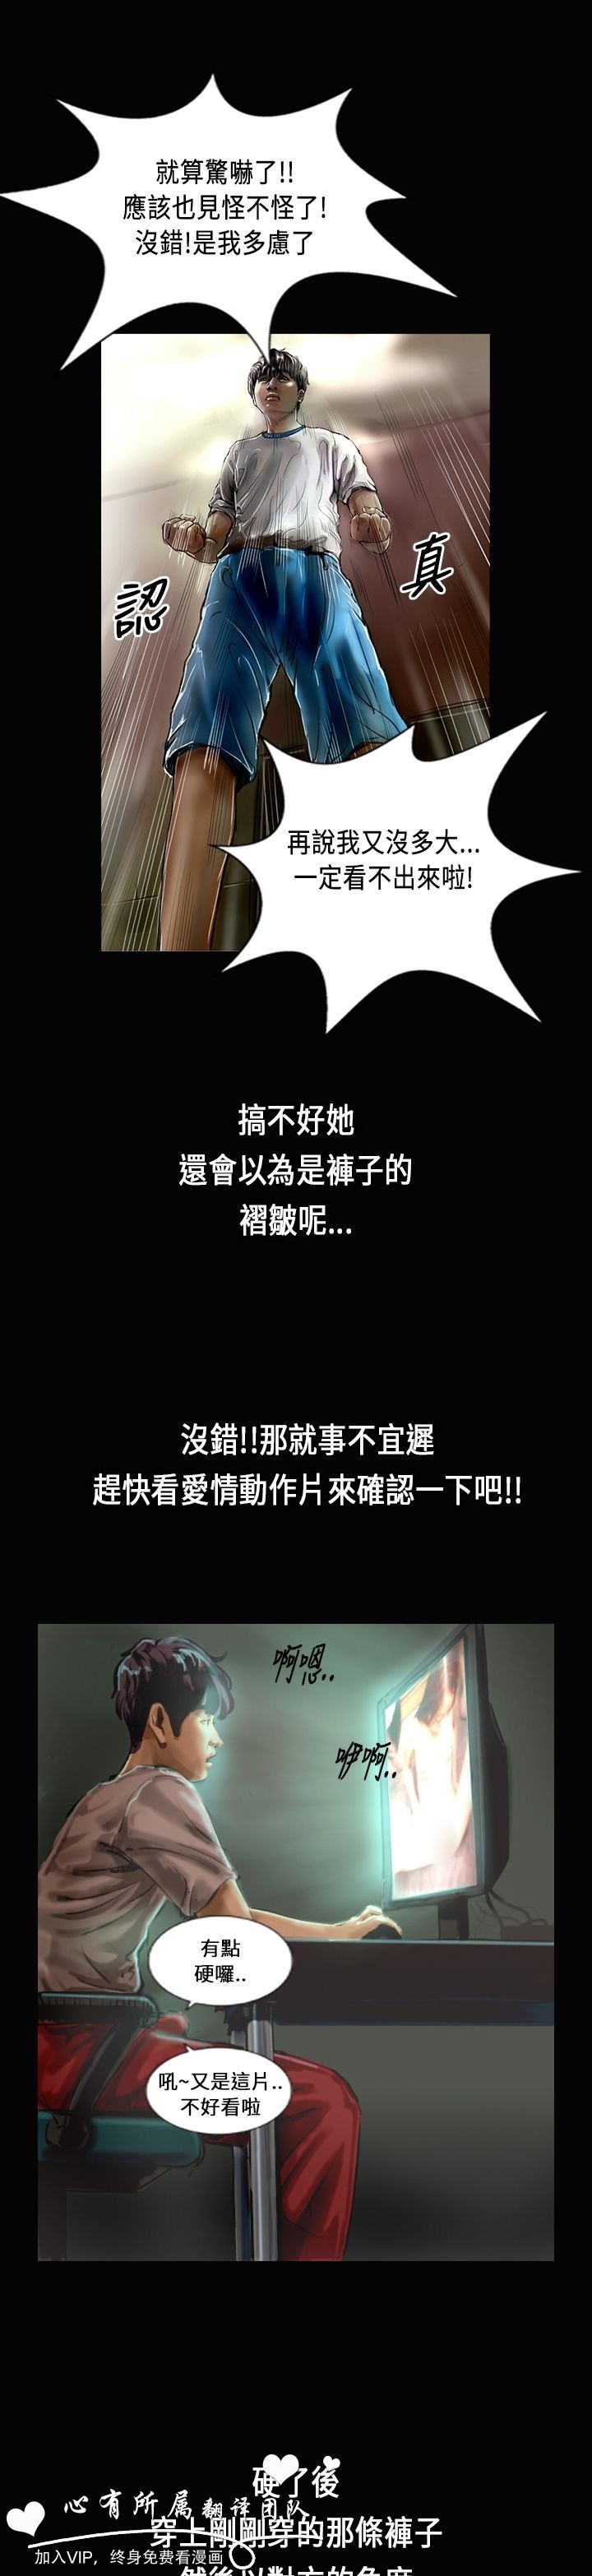 就算驚嚇了!!
應該也見怪不怪了!
沒錯!是我多慮了
認
真
再說我又沒多大...
一定看不出來啦!
搞不好她
還會以為是褲子的
褶皺呢...
沒錯!!那就事不宜遲
趕快看愛情動作片來確認一下吧!!
啊嗯..
咿啊..
有點
硬囉..
吼~又是這片..
不好看啦
硬了後
心有所属翻译团队
穿上剛剛穿的那條褲子
加入VIP，终身免费看漫画
然後以對方的角度